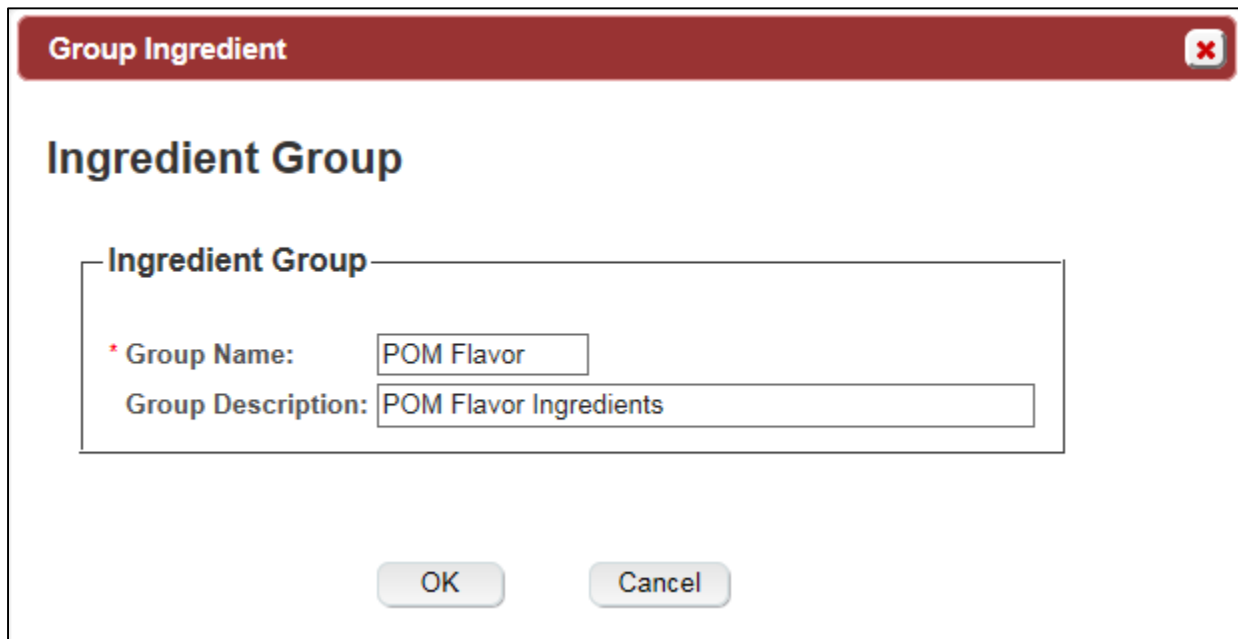 Group Ingredient
Ingredient Group
Ingredient Group
* Group Name: POM Flavor
Group Description: POM Flavor Ingredients
OK Cancel